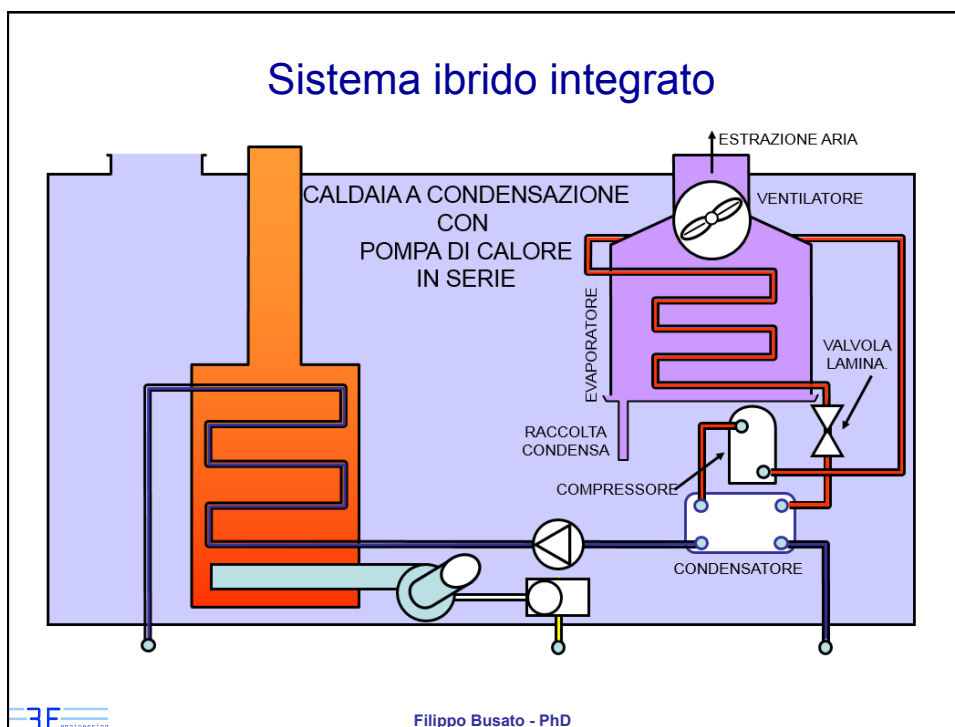 Sistema ibrido integrato
ESTRAZIONE ARIA
VENTILATORE
CALDAIA A CONDENSAZIONE
CON
POMPA DI CALORE
IN SERIE
EVAPORATORE
VALVOLA
LAMINA.
RACCOLTA
CONDENSA
COMPRESSORE
CONDENSATORE
Filippo Busato - PhD